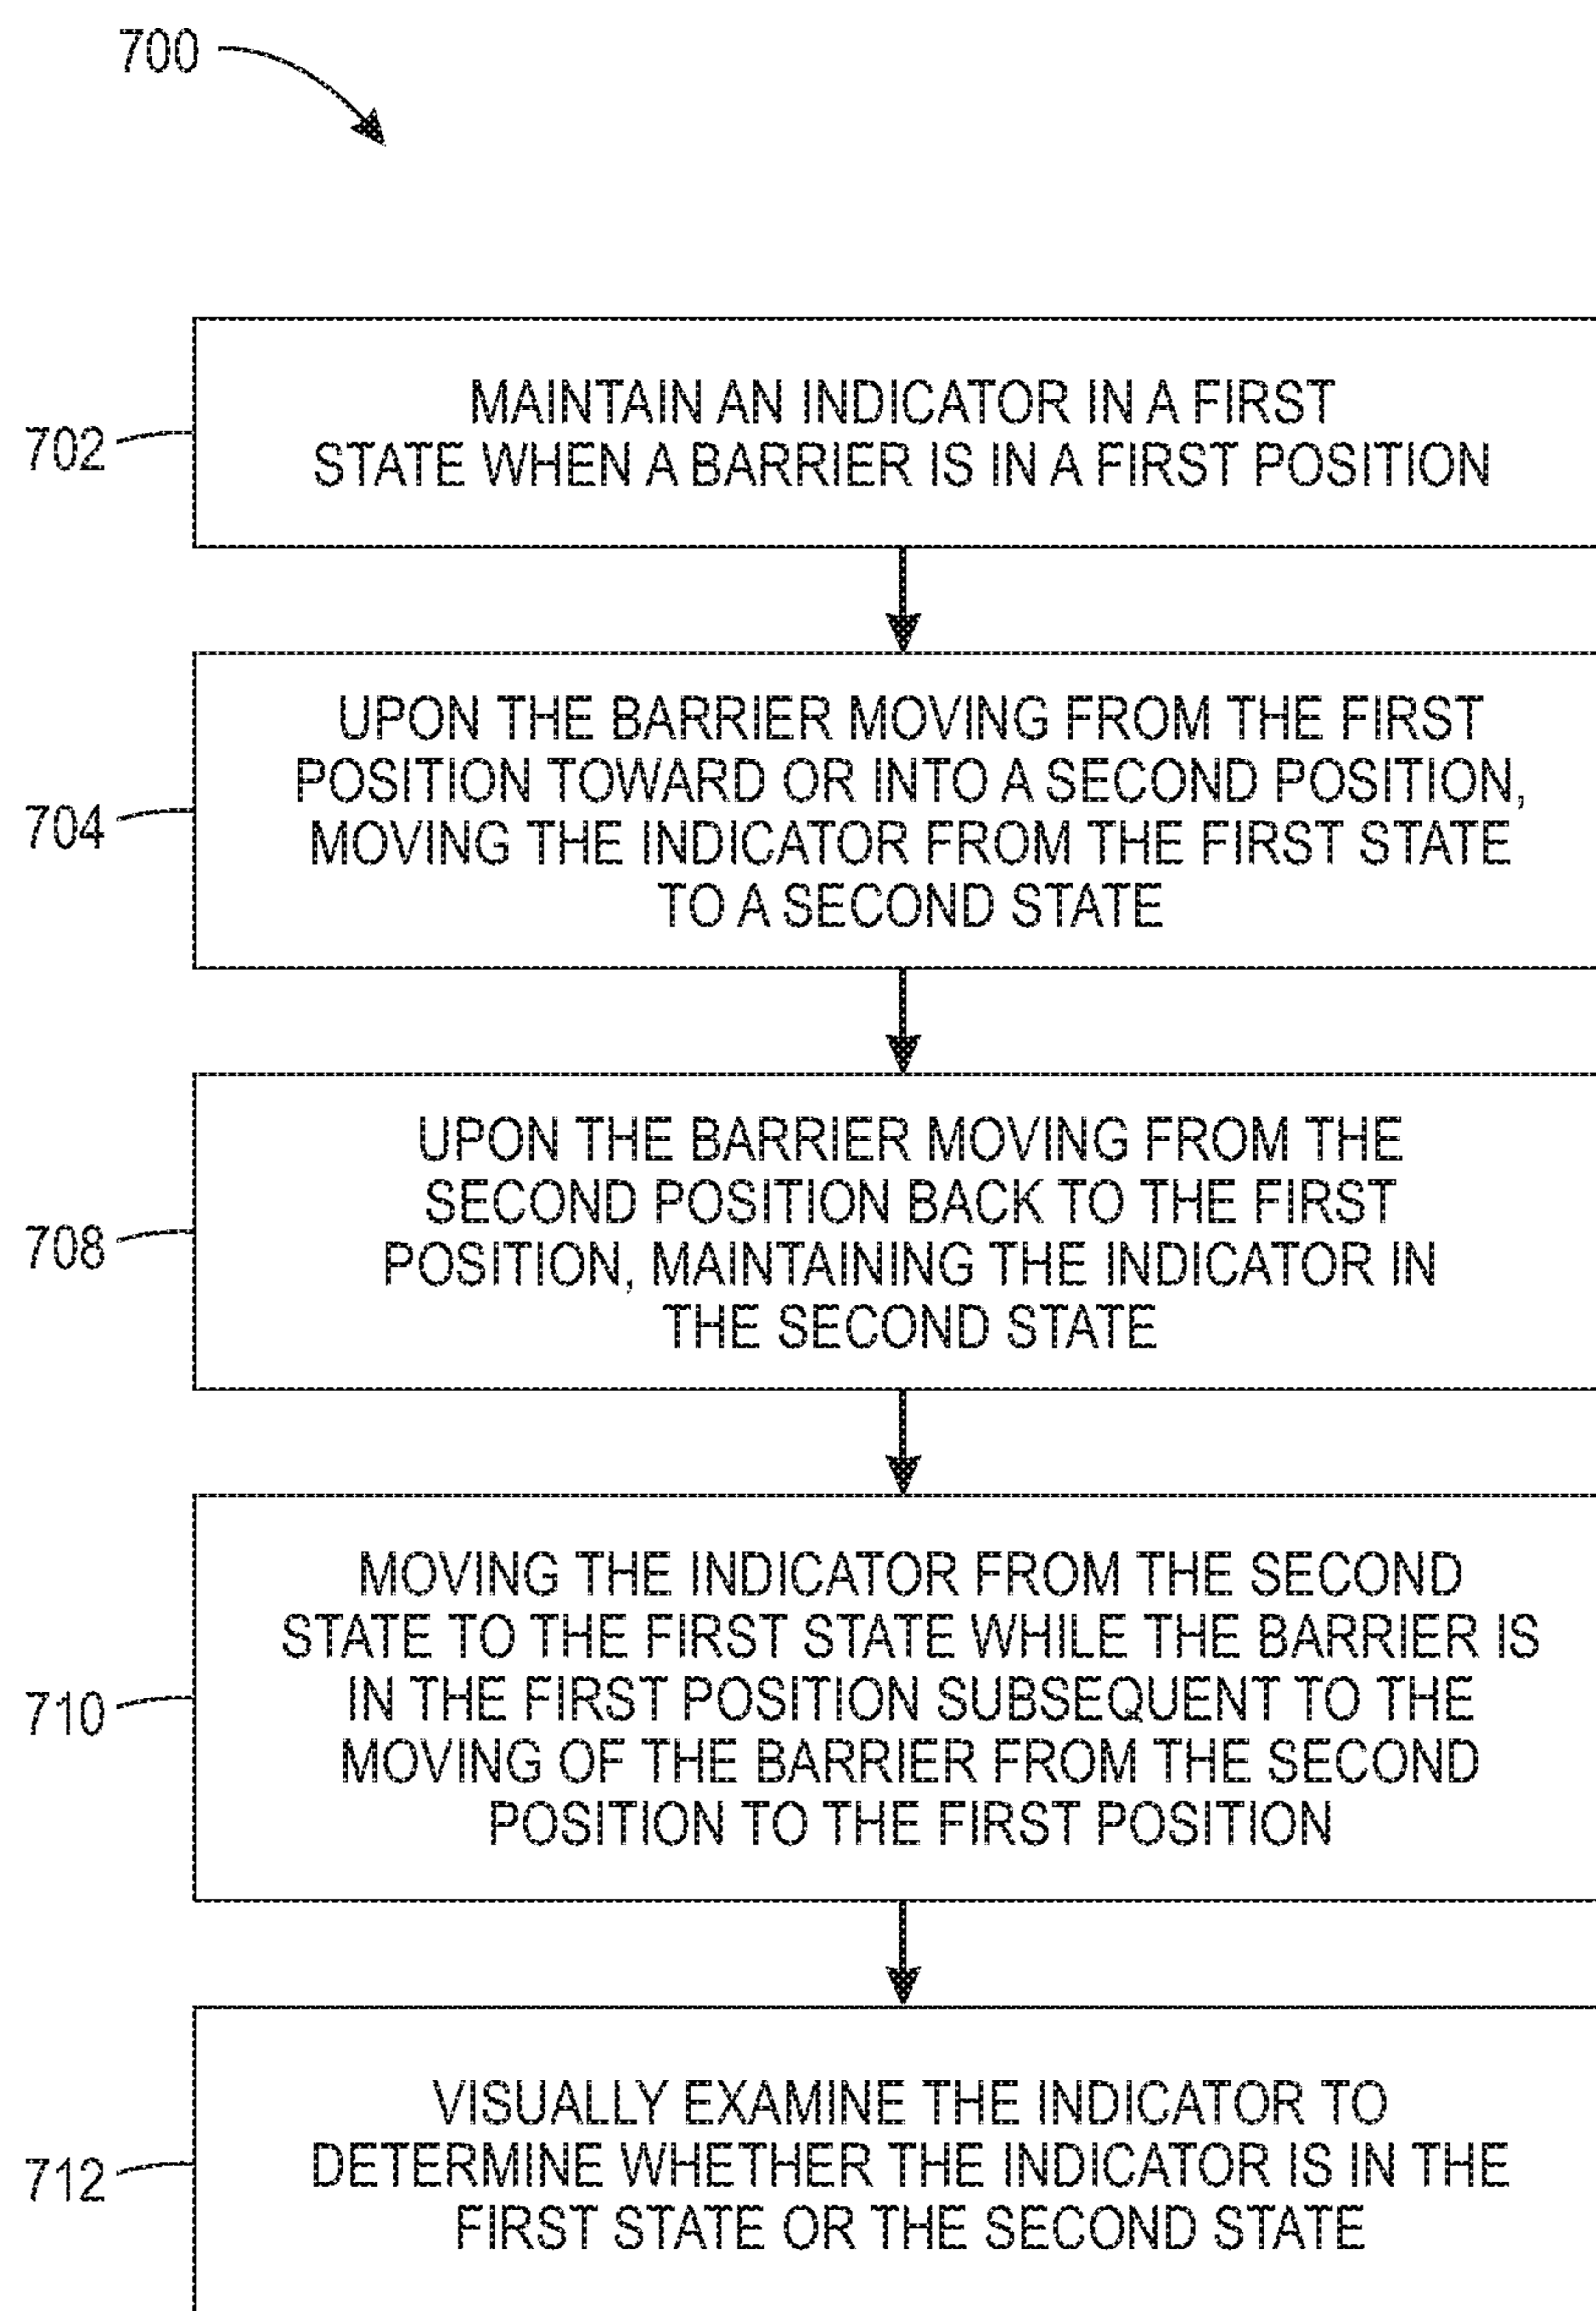 700
702
MAINTAIN AN INDICATOR IN A FIRST
STATE WHEN A BARRIER IS IN A FIRST POSITION
704
UPON THE BARRIER MOVING FROM THE FIRST
POSITION TOWARD OR INTO A SECOND POSITION,
MOVING THE INDICATOR FROM THE FIRST STATE
TO A SECOND STATE
708
UPON THE BARRIER MOVING FROM THE
SECOND POSITION BACK TO THE FIRST
POSITION, MAINTAINING THE INDICATOR IN
THE SECOND STATE
710
MOVING THE INDICATOR FROM THE SECOND
STATE TO THE FIRST STATE WHILE THE BARRIER IS
IN THE FIRST POSITION SUBSEQUENT TO THE
MOVING OF THE BARRIER FROM THE SECOND
POSITION TO THE FIRST POSITION
712
VISUALLY EXAMINE THE INDICATOR TO
DETERMINE WHETHER THE INDICATOR IS IN THE
FIRST STATE OR THE SECOND STATE